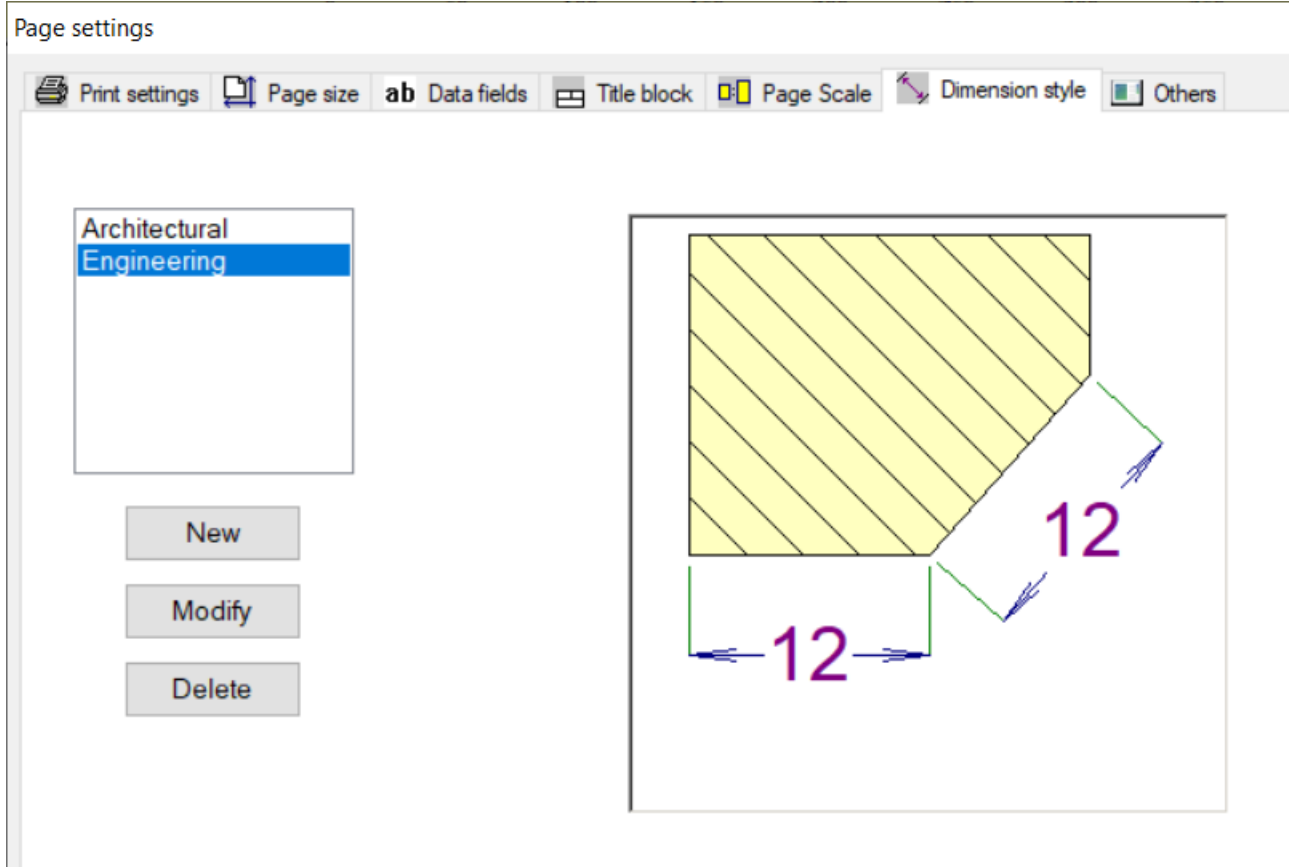 Page settings
Print settings Page size ab Data fields Title block Page Scale Dimension style Others
Architectural
Engineering
New
Modify
Delete
12
12